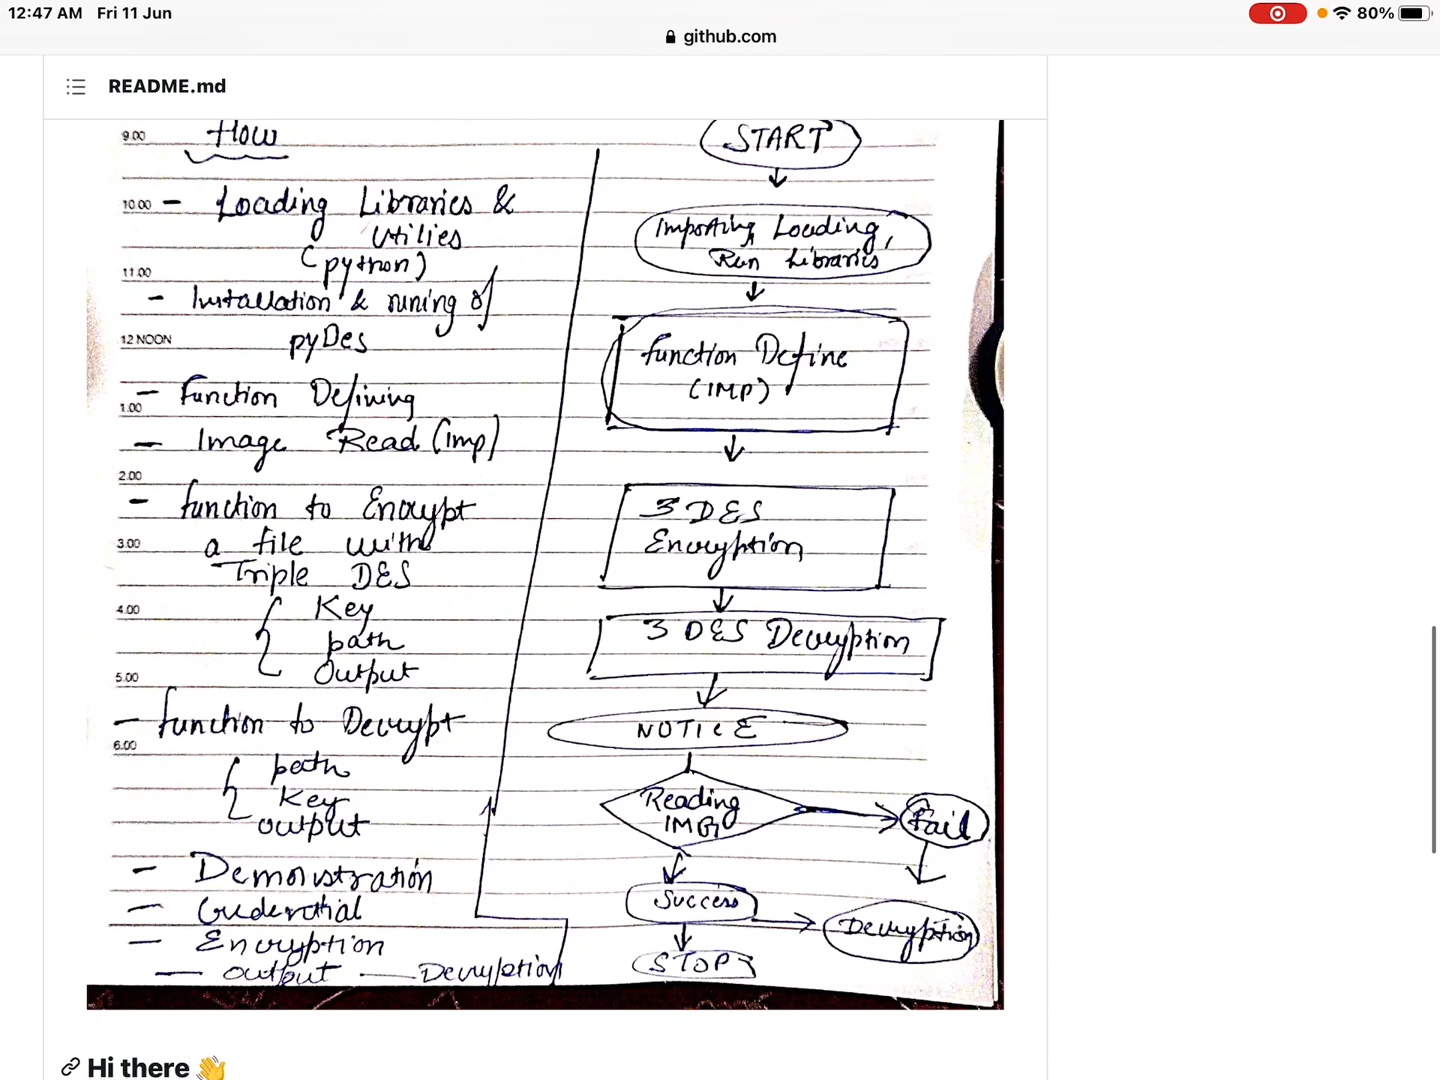 12:47 AM Fri 11 Jun
80%
github.com
README.md
9.00
How
10.00 - Loading Libraries &
Utilies
(python)
11.00
- Installation & runing of
12 NOON
pyDes
- Function Defining
1.00
- Image Read (imp)
2.00
- function to Encrypt
3.00 a file with
Triple DES
4.00 Key
path
Output
5.00
- function to Decrypt
6.00
path
Key
output
- Demonstration
- Credential
- Encryption
- output - Decryption
START
Importing, Loading,
Run Libraries
function Define
(IMP)
3 DES
Encryption
3 DES Decryption
NOTICE
Reading
IMG
Fail
Success
Decryption
STOP
Hi there 👋